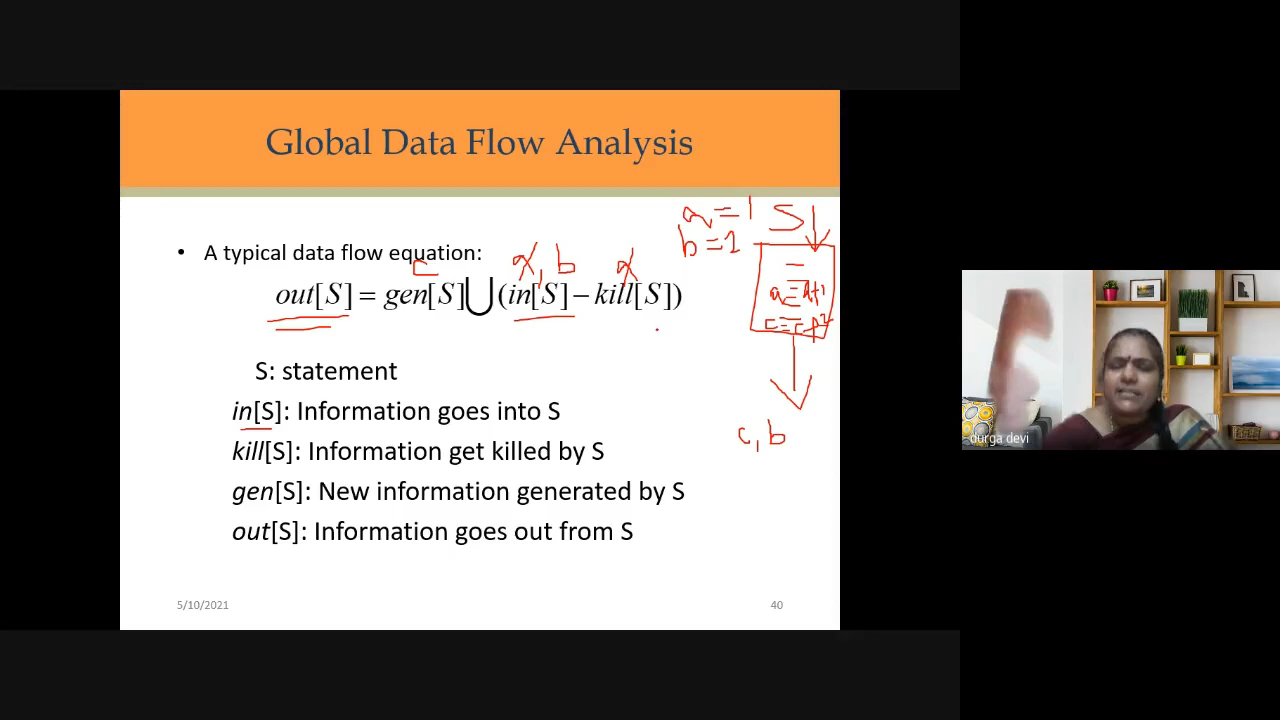 Global Data Flow Analysis
a = 1 S
b = 2
• A typical data flow equation:
c a, b a
out[S] = gen[S] ⋃ (in[S] − kill[S])
a = a+1
S: statement
in[S]: Information goes into S
c, b
kill[S]: Information get killed by S
gen[S]: New information generated by S
out[S]: Information goes out from S
5/10/2021 40
durga devi